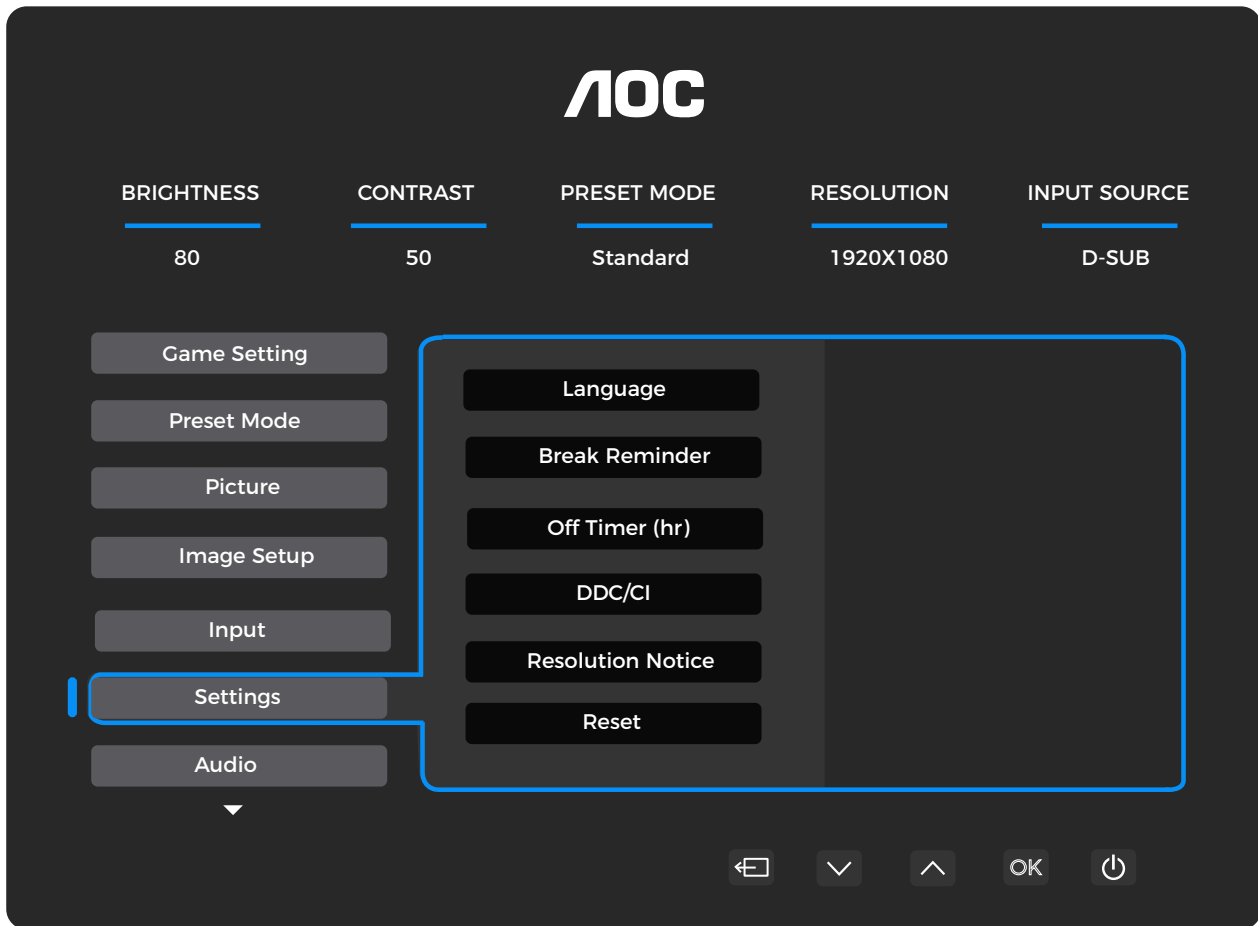 AOC
BRIGHTNESS CONTRAST PRESET MODE RESOLUTION INPUT SOURCE
80 50 Standard 1920X1080 D-SUB
Game Setting
Preset Mode
Picture
Image Setup
Input
Settings
Audio
Language
Break Reminder
Off Timer (hr)
DDC/CI
Resolution Notice
Reset
OK